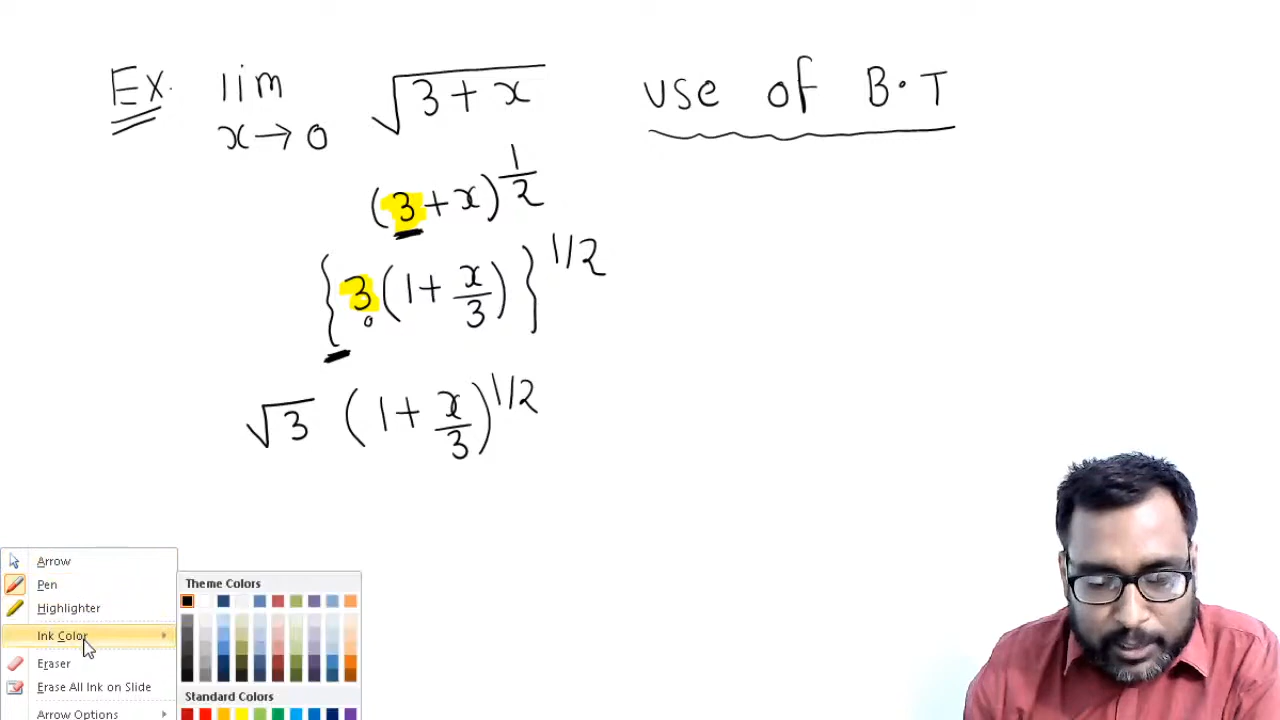 Ex. lim x→0 √(3+x) use of B.T
(3+x)^1/2
{3(1+x/3)}^1/2
√3 (1+x/3)^1/2
Arrow
Pen
Highlighter
Ink Color
Eraser
Erase All Ink on Slide
Arrow Options
Theme Colors
Standard Colors